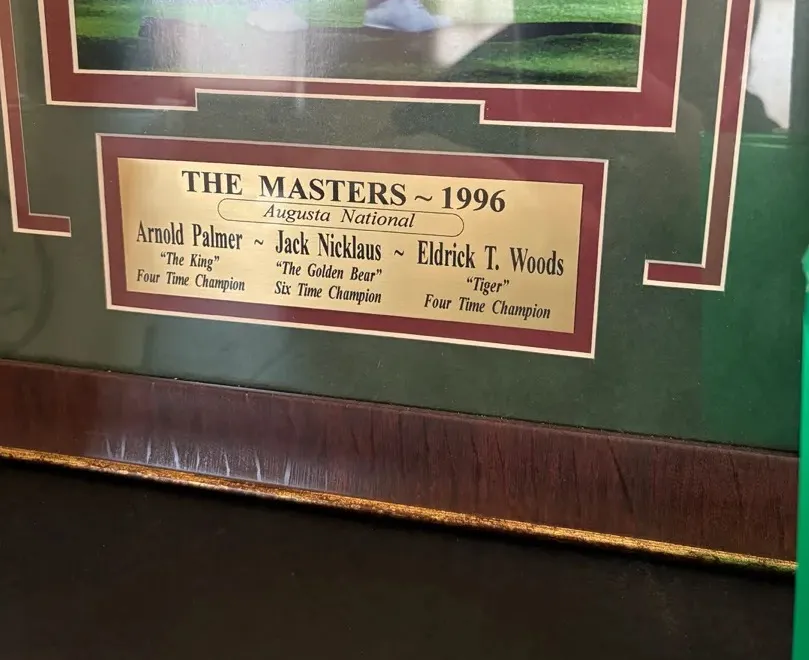 THE MASTERS ~ 1996
Augusta National
Arnold Palmer ~ Jack Nicklaus ~ Eldrick T. Woods
"The King" "The Golden Bear" "Tiger"
Four Time Champion Six Time Champion Four Time Champion